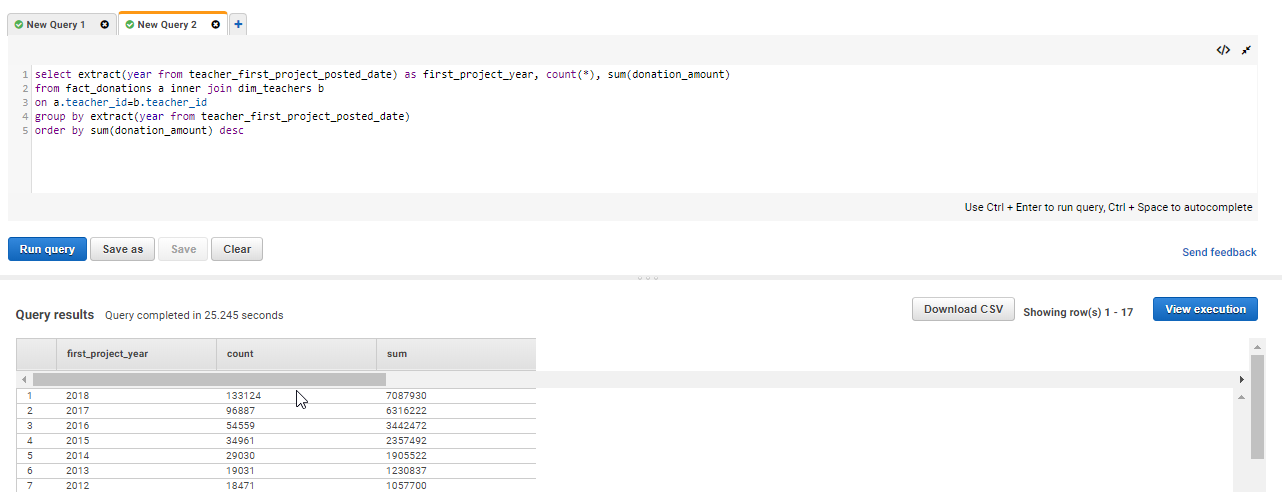 New Query 1 New Query 2 +
1 select extract(year from teacher_first_project_posted_date) as first_project_year, count(*), sum(donation_amount)
2 from fact_donations a inner join dim_teachers b
3 on a.teacher_id=b.teacher_id
4 group by extract(year from teacher_first_project_posted_date)
5 order by sum(donation_amount) desc
Use Ctrl + Enter to run query, Ctrl + Space to autocomplete
Run query Save as Save Clear Send feedback
Query results Query completed in 25.245 seconds Download CSV Showing row(s) 1 - 17 View execution
first_project_year count sum
1 2018 133124 7087930
2 2017 96887 6316222
3 2016 54559 3442472
4 2015 34961 2357492
5 2014 29030 1905522
6 2013 19031 1230837
7 2012 18471 1057700